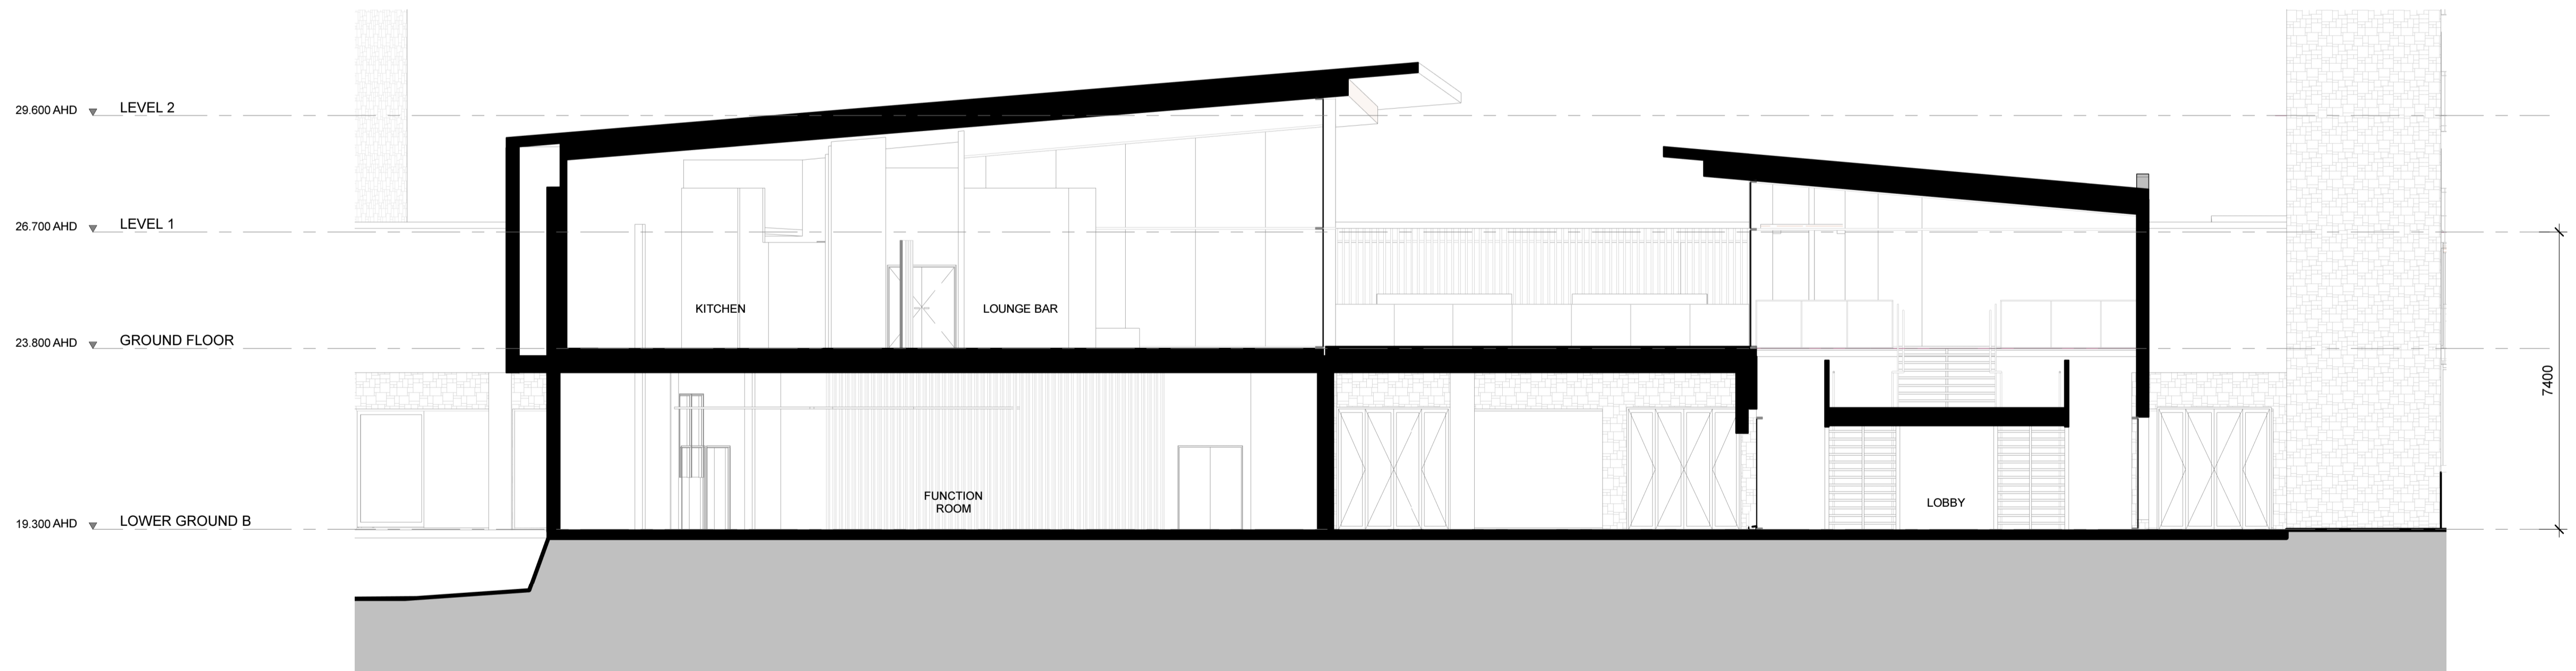 29.600 AHD LEVEL 2
26.700 AHD LEVEL 1
KITCHEN
LOUNGE BAR
23.800 AHD GROUND FLOOR
7400
FUNCTION
ROOM
LOBBY
19.300 AHD LOWER GROUND B